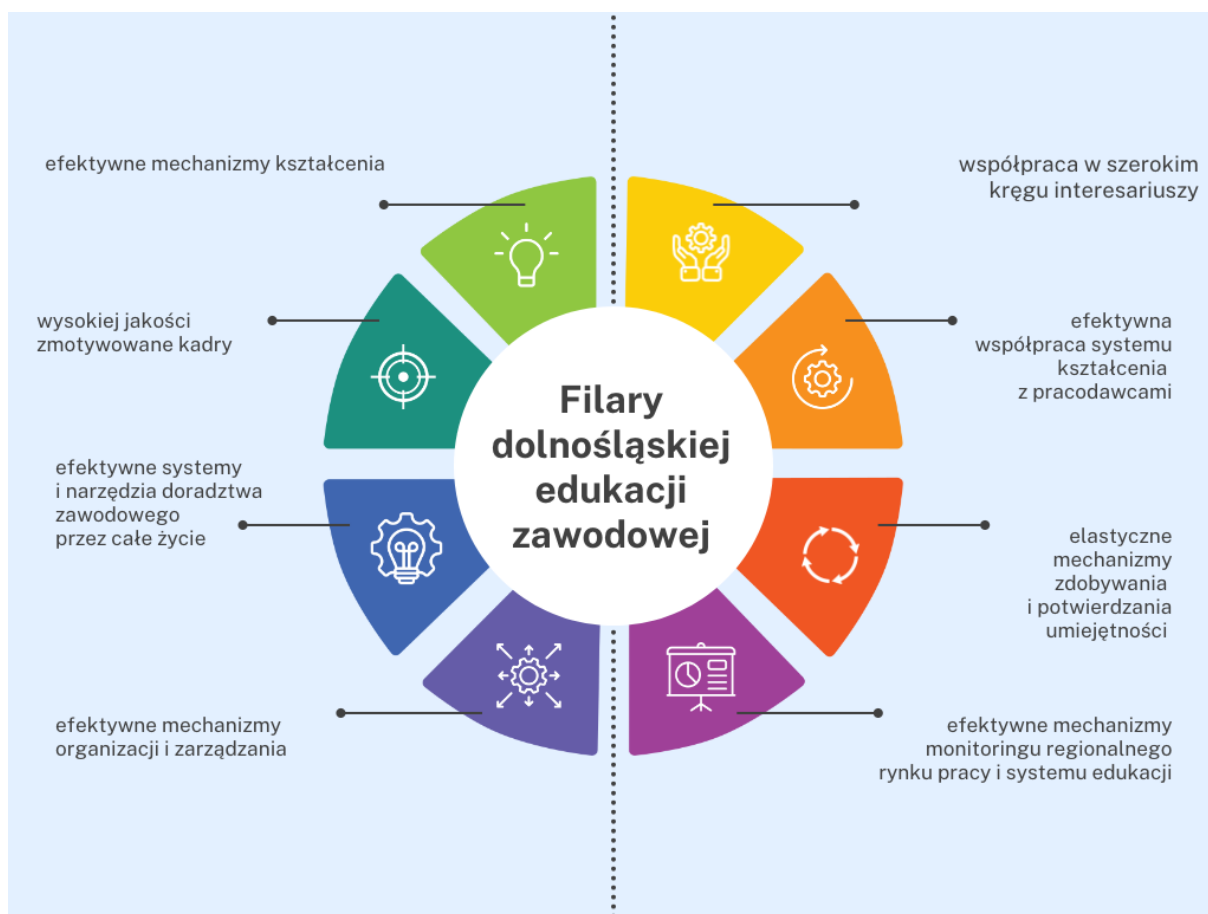 efektywne mechanizmy kształcenia
współpraca w szerokim
kręgu interesariuszy
wysokiej jakości
zmotywowane kadry
efektywna
współpraca systemu
kształcenia
z pracodawcami
Filary
dolnośląskiej
edukacji
zawodowej
efektywne systemy
i narzędzia doradztwa
zawodowego
przez całe życie
elastyczne
mechanizmy
zdobywania
i potwierdzania
umiejętności
efektywne mechanizmy
organizacji i zarządzania
efektywne mechanizmy
monitoringu regionalnego
rynku pracy i systemu edukacji